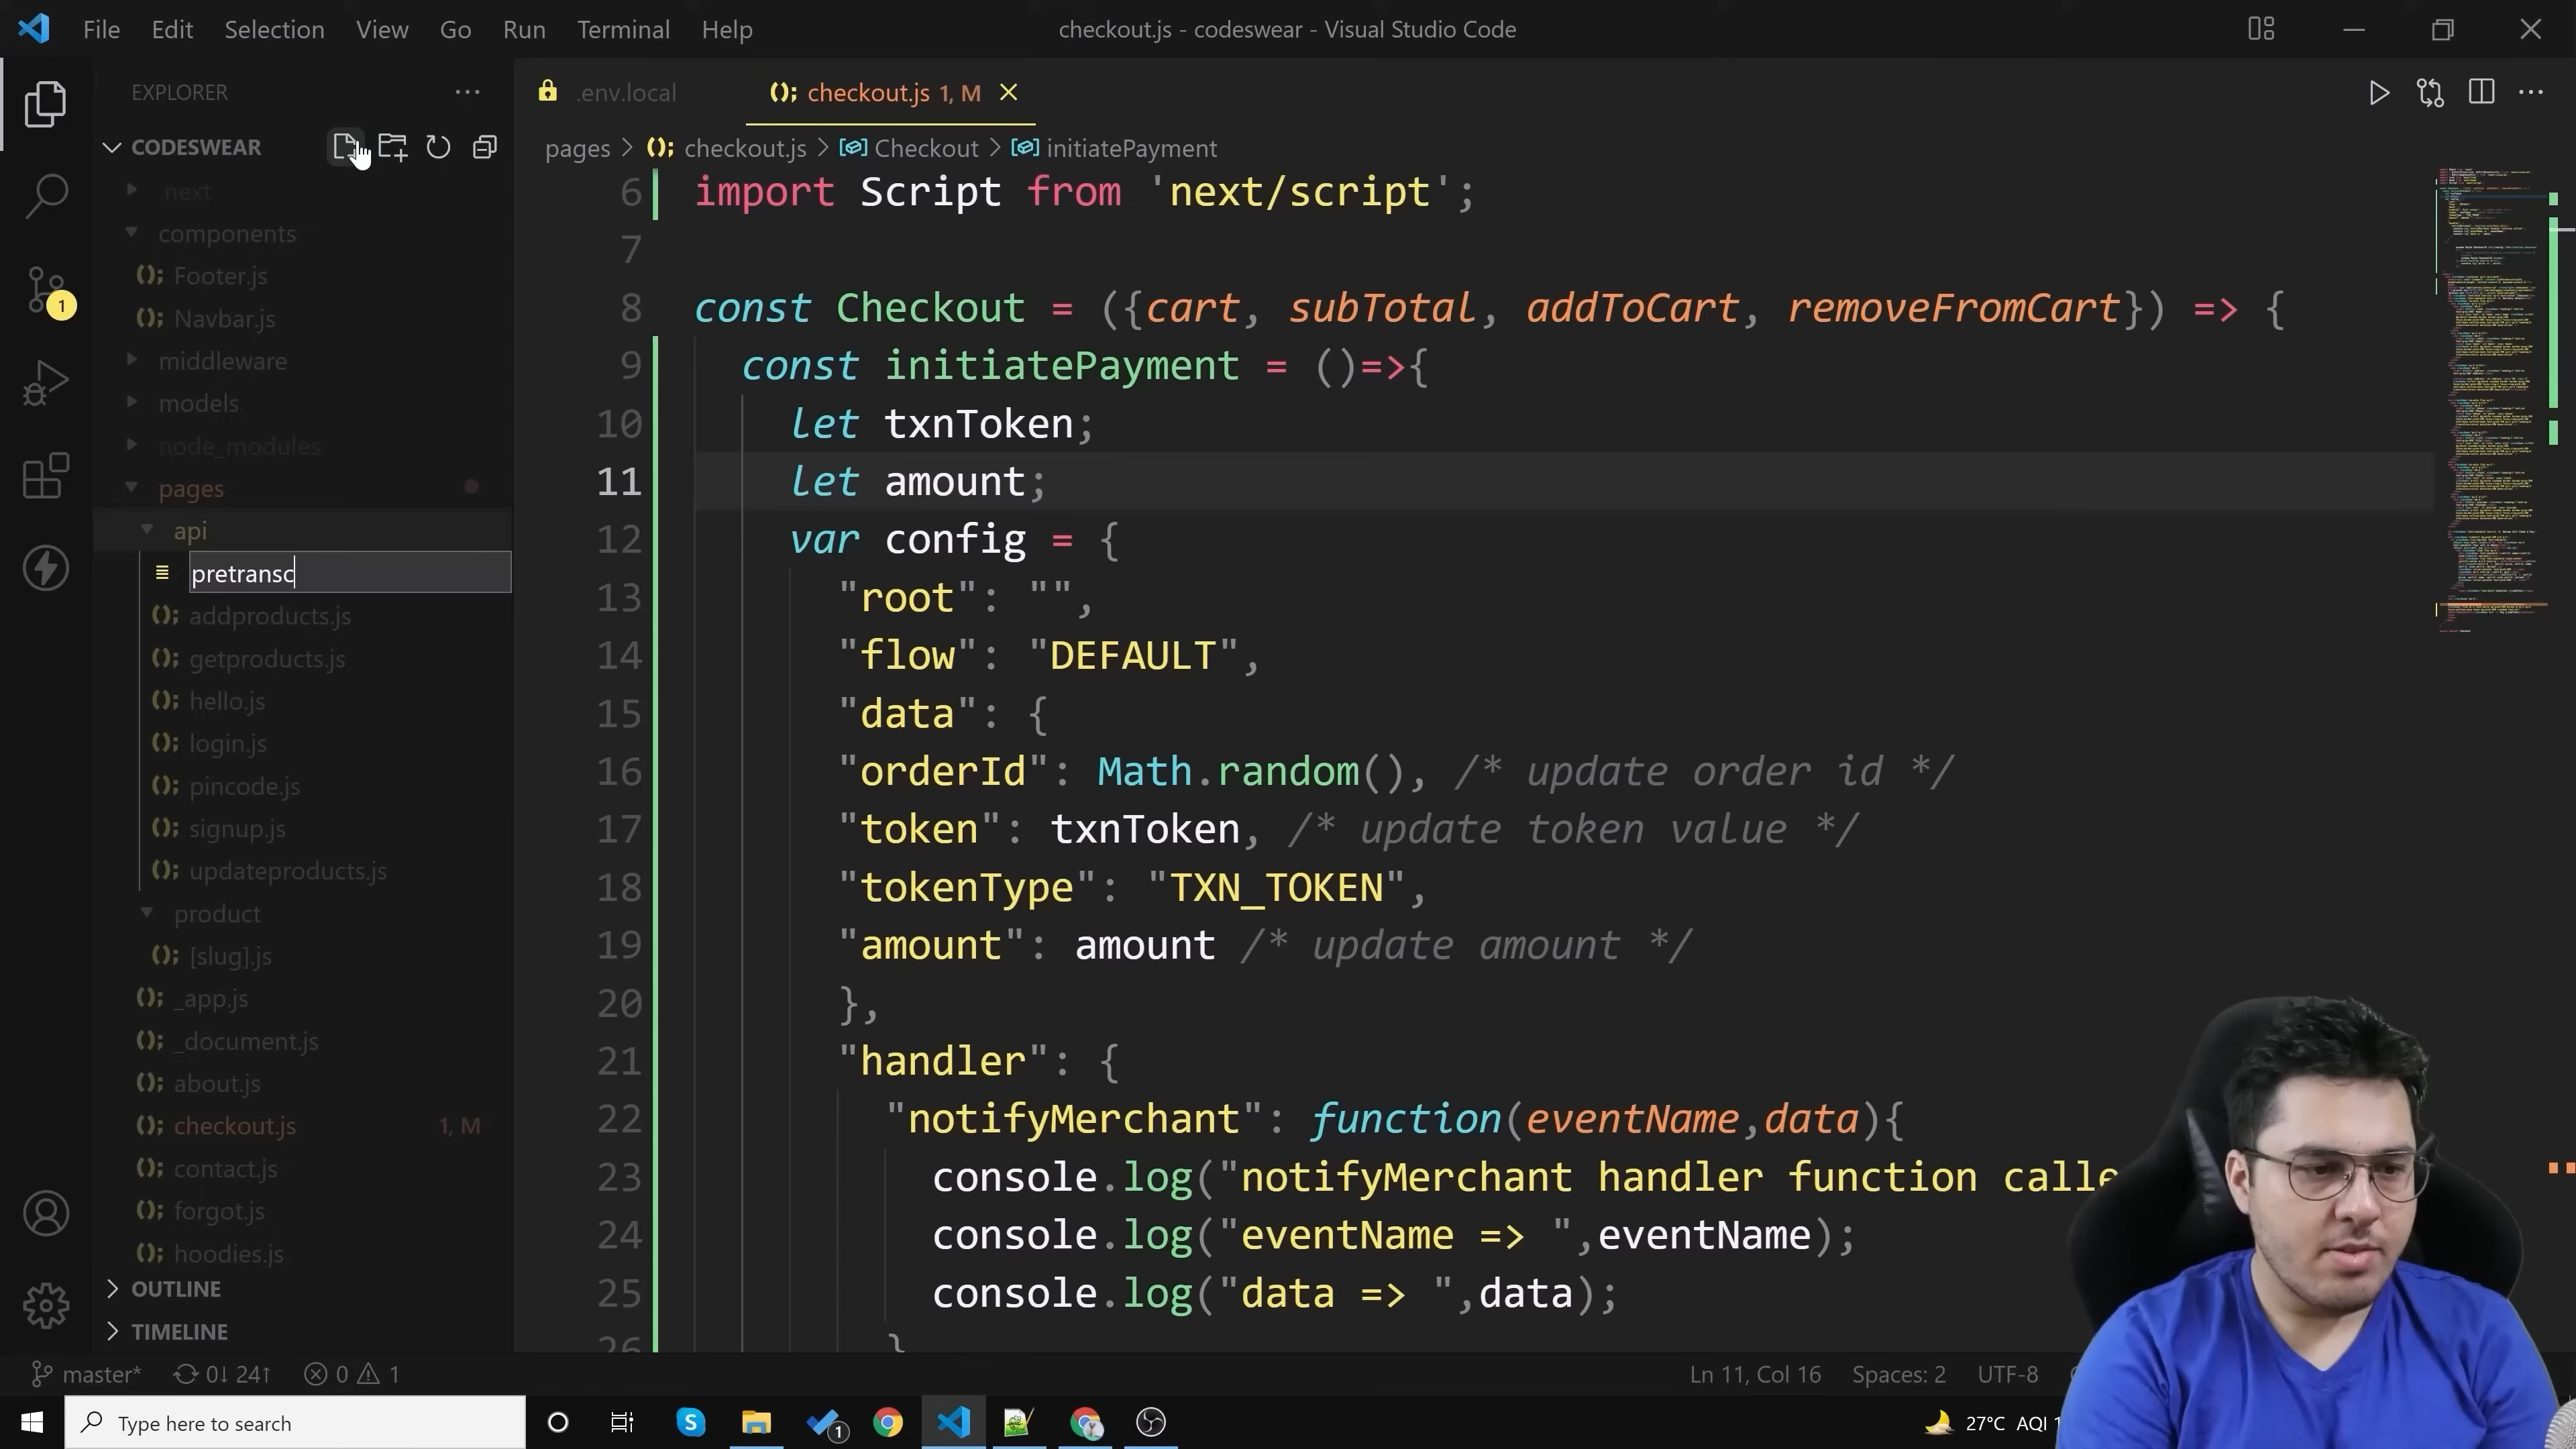 File Edit Selection View Go Run Terminal Help
checkout.js - codeswear - Visual Studio Code
EXPLORER
CODESWEAR
.next
components
Footer.js
Navbar.js
middleware
models
node_modules
pages
api
pretransc
addproducts.js
getproducts.js
hello.js
login.js
pincode.js
signup.js
updateproducts.js
product
[slug].js
_app.js
_document.js
about.js
checkout.js 1, M
contact.js
forgot.js
hoodies.js
OUTLINE
TIMELINE
1
.env.local
checkout.js 1, M
pages > checkout.js > Checkout > initiatePayment
6 import Script from 'next/script';
7
8 const Checkout = ({cart, subTotal, addToCart, removeFromCart}) => {
9 const initiatePayment = ()=>{
10 let txnToken;
11 let amount;
12 var config = {
13 "root": "",
14 "flow": "DEFAULT",
15 "data": {
16 "orderId": Math.random(), /* update order id */
17 "token": txnToken, /* update token value */
18 "tokenType": "TXN_TOKEN",
19 "amount": amount /* update amount */
20 },
21 "handler": {
22 "notifyMerchant": function(eventName,data){
23 console.log("notifyMerchant handler function calle
24 console.log("eventName => ",eventName);
25 console.log("data => ",data);
26 }
master* 0↓ 24↑ 0 1
Ln 11, Col 16 Spaces: 2 UTF-8
Type here to search
1
27°C AQI 1